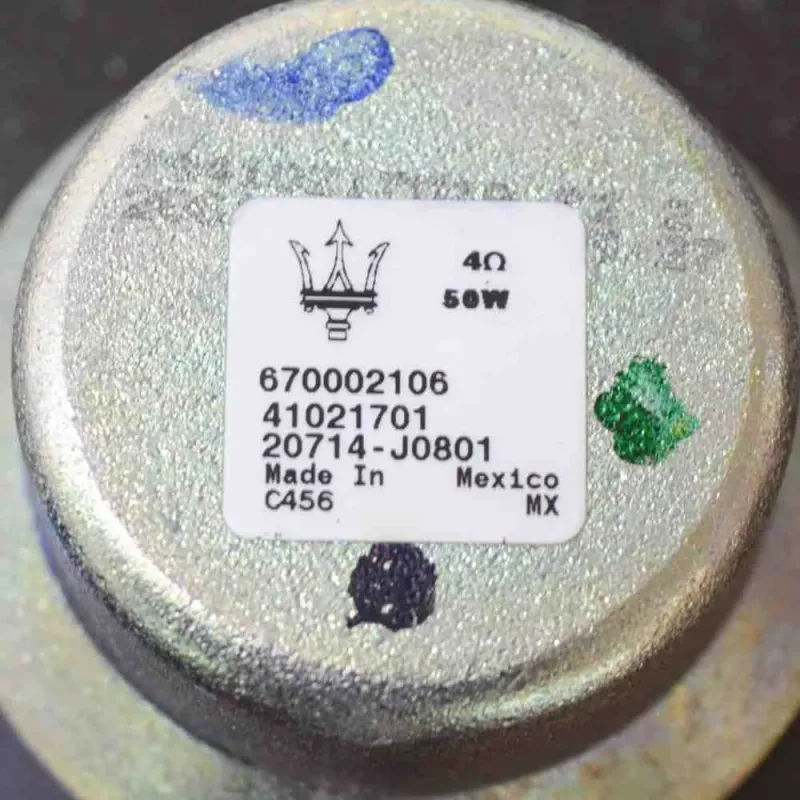 4Ω
50W
670002106
41021701
20714-J0801
Made In Mexico
C456 MX